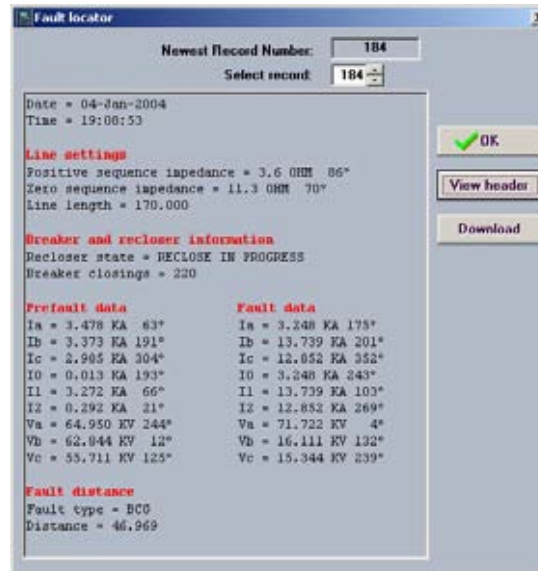 Fault locator
Newest Record Number: 184
Select record: 184
Date = 04-Jan-2004
Time = 19:08:53
OK
Line settings
Positive sequence impedance = 3.6 OHM 86°
Zero sequence impedance = 11.3 OHM 70°
Line length = 170.000
View header
Download
Breaker and recloser information
Recloser state = RECLOSE IN PROGRESS
Breaker closings = 220
Prefault data Fault data
Ia = 3.478 KA 63° Ia = 3.248 KA 175°
Ib = 3.373 KA 191° Ib = 13.739 KA 201°
Ic = 2.985 KA 304° Ic = 12.852 KA 352°
I0 = 0.013 KA 193° I0 = 3.248 KA 243°
I1 = 3.272 KA 66° I1 = 13.739 KA 103°
I2 = 0.292 KA 21° I2 = 12.852 KA 269°
Va = 64.950 KV 244° Va = 71.722 KV 4°
Vb = 62.844 KV 12° Vb = 16.111 KV 132°
Vc = 55.711 KV 125° Vc = 15.344 KV 239°
Fault distance
Fault type = BCG
Distance = 46.969